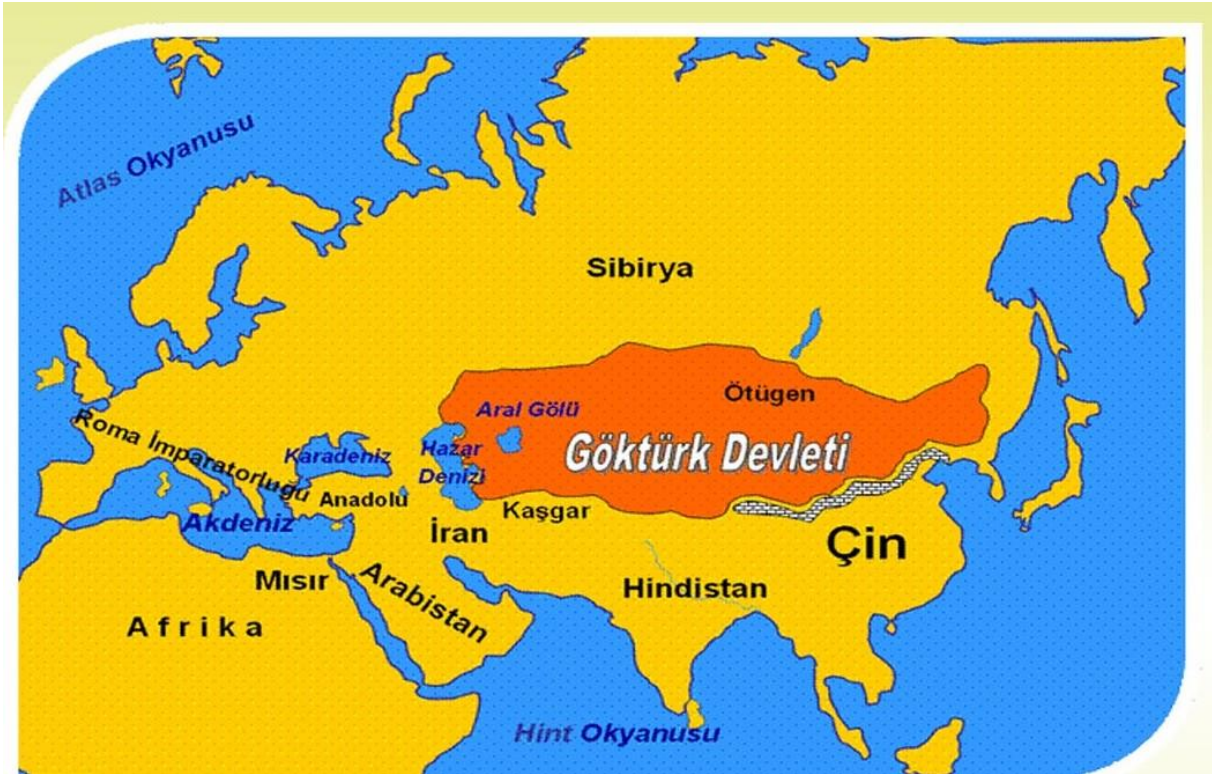 Atlas Okyanusu
Sibirya
Ötügen
Aral Gölü
Göktürk Devleti
Roma İmparatorluğu
Karadeniz
Hazar
Denizi
Anadolu
Kaşgar
Akdeniz
İran
Çin
Mısır
Arabistan
Hindistan
Afrika
Hint Okyanusu